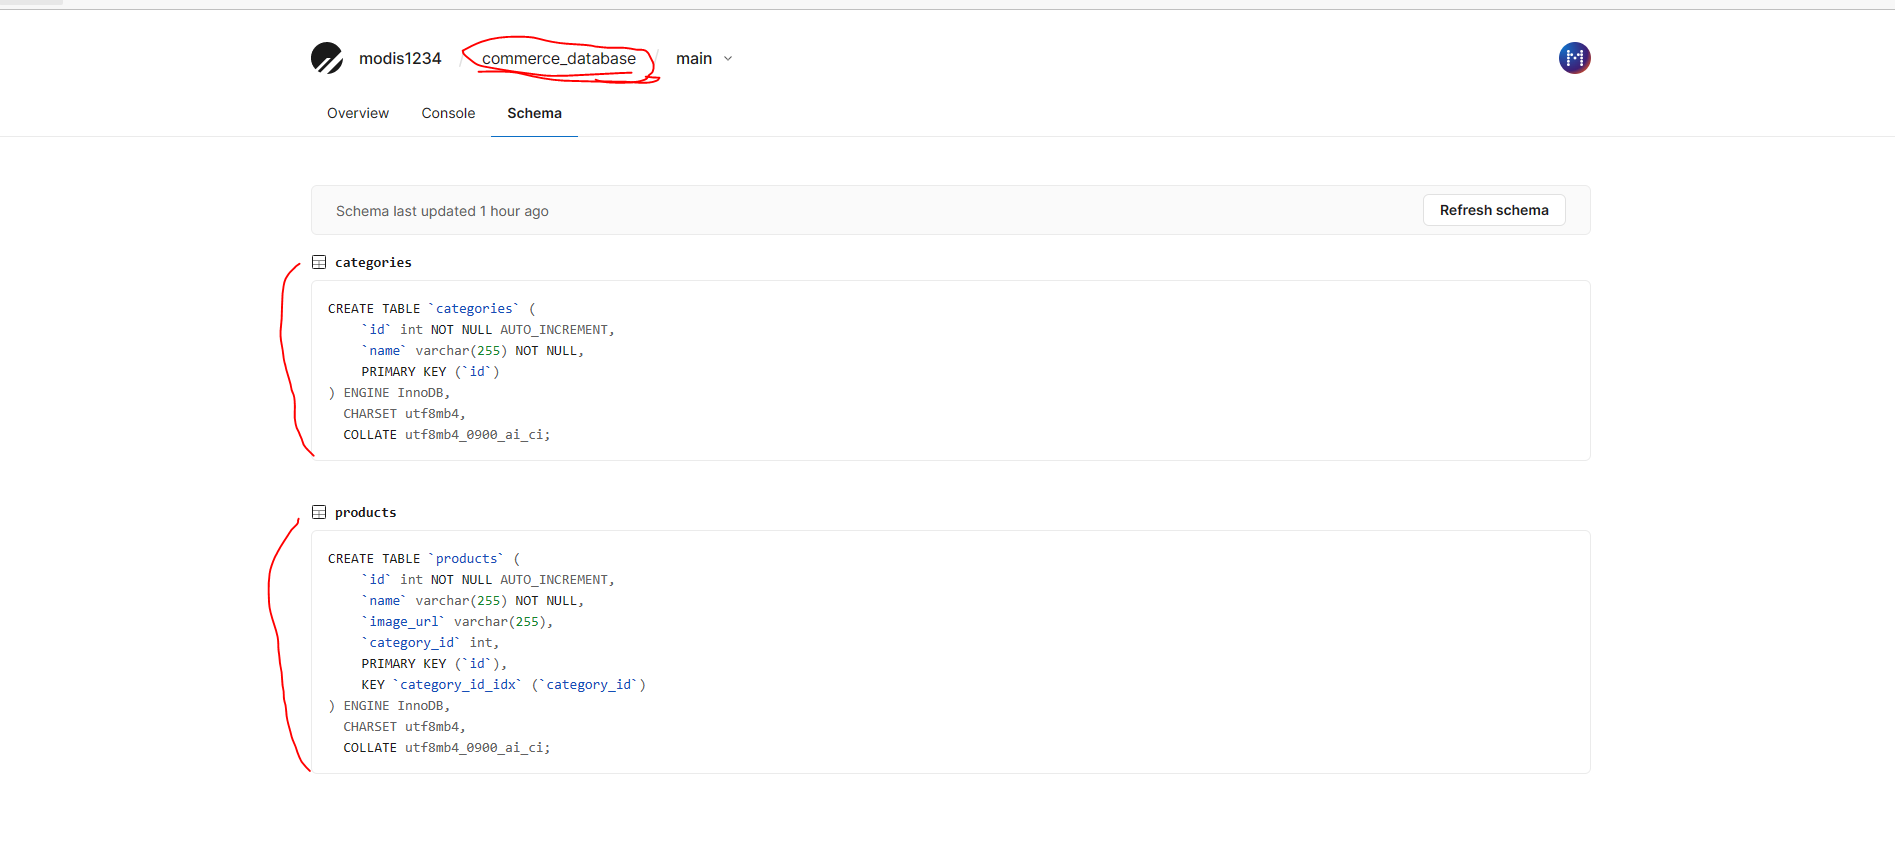 modis1234 / commerce_database / main
Overview Console Schema
Schema last updated 1 hour ago Refresh schema
categories
CREATE TABLE `categories` (
`id` int NOT NULL AUTO_INCREMENT,
`name` varchar(255) NOT NULL,
PRIMARY KEY (`id`)
) ENGINE InnoDB,
CHARSET utf8mb4,
COLLATE utf8mb4_0900_ai_ci;
products
CREATE TABLE `products` (
`id` int NOT NULL AUTO_INCREMENT,
`name` varchar(255) NOT NULL,
`image_url` varchar(255),
`category_id` int,
PRIMARY KEY (`id`),
KEY `category_id_idx` (`category_id`)
) ENGINE InnoDB,
CHARSET utf8mb4,
COLLATE utf8mb4_0900_ai_ci;